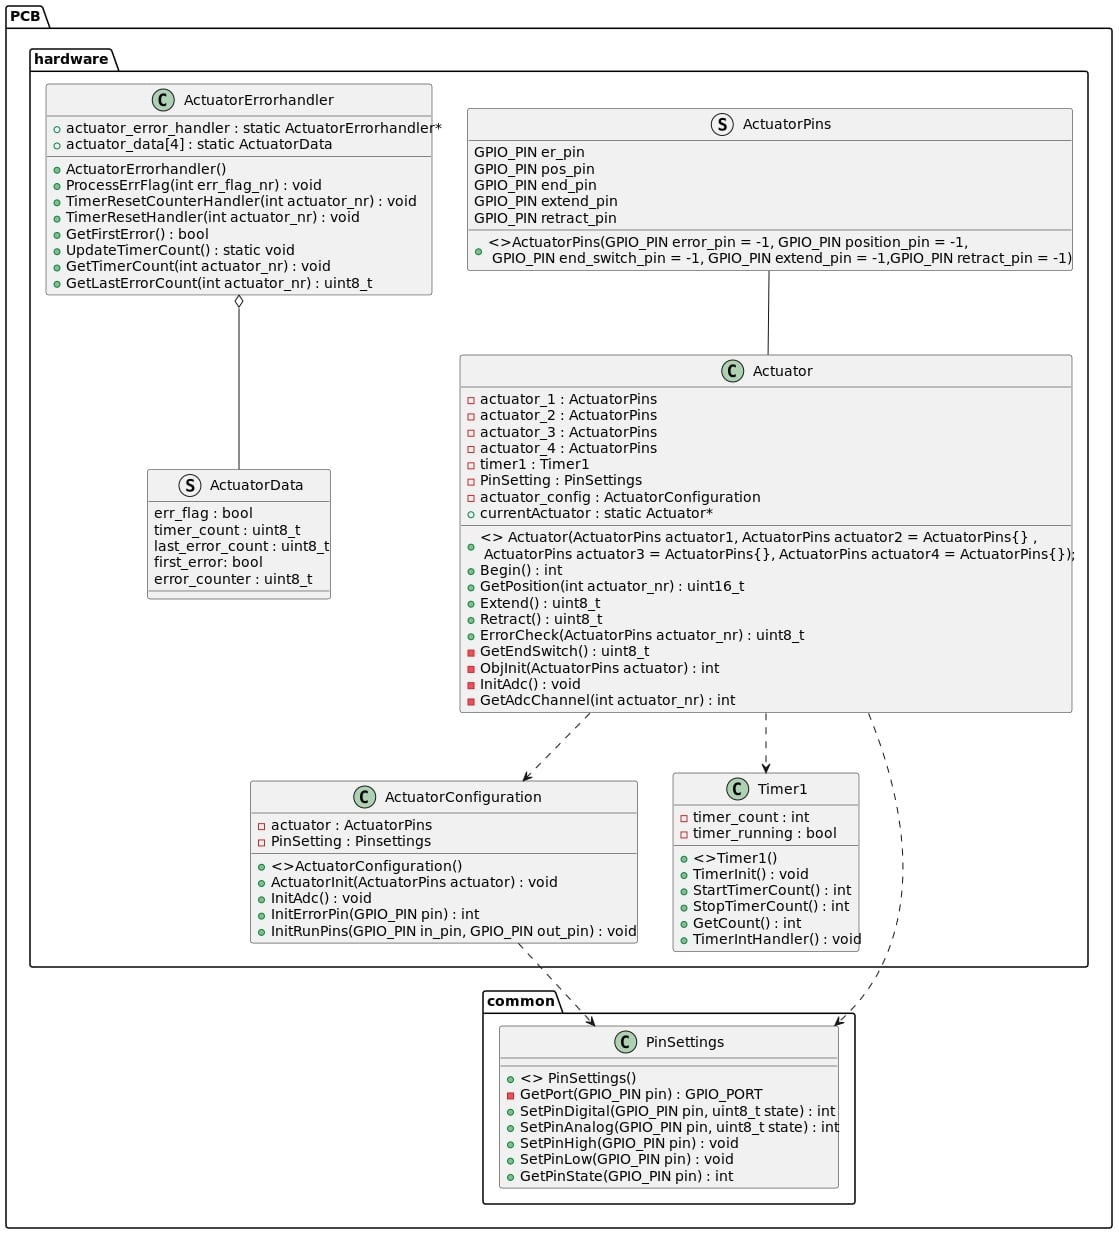 PCB
hardware
C ActuatorErrorhandler
actuator_error_handler : static ActuatorErrorhandler*
actuator_data[4] : static ActuatorData
ActuatorErrorhandler()
ProcessErrFlag(int err_flag_nr) : void
TimerResetCounterHandler(int actuator_nr) : void
TimerResetHandler(int actuator_nr) : void
GetFirstError() : bool
UpdateTimerCount() : static void
GetTimerCount(int actuator_nr) : void
GetLastErrorCount(int actuator_nr) : uint8_t
S ActuatorPins
GPIO_PIN er_pin
GPIO_PIN pos_pin
GPIO_PIN end_pin
GPIO_PIN extend_pin
GPIO_PIN retract_pin
<>ActuatorPins(GPIO_PIN error_pin = -1, GPIO_PIN position_pin = -1,
GPIO_PIN end_switch_pin = -1, GPIO_PIN extend_pin = -1,GPIO_PIN retract_pin = -1)
S ActuatorData
err_flag : bool
timer_count : uint8_t
last_error_count : uint8_t
first_error: bool
error_counter : uint8_t
C Actuator
actuator_1 : ActuatorPins
actuator_2 : ActuatorPins
actuator_3 : ActuatorPins
actuator_4 : ActuatorPins
timer1 : Timer1
PinSetting : PinSettings
actuator_config : ActuatorConfiguration
currentActuator : static Actuator*
<> Actuator(ActuatorPins actuator1, ActuatorPins actuator2 = ActuatorPins{} ,
ActuatorPins actuator3 = ActuatorPins{}, ActuatorPins actuator4 = ActuatorPins{});
Begin() : int
GetPosition(int actuator_nr) : uint16_t
Extend() : uint8_t
Retract() : uint8_t
ErrorCheck(ActuatorPins actuator_nr) : uint8_t
GetEndSwitch() : uint8_t
ObjInit(ActuatorPins actuator) : int
InitAdc() : void
GetAdcChannel(int actuator_nr) : int
C ActuatorConfiguration
actuator : ActuatorPins
PinSetting : Pinsettings
<>ActuatorConfiguration()
ActuatorInit(ActuatorPins actuator) : void
InitAdc() : void
InitErrorPin(GPIO_PIN pin) : int
InitRunPins(GPIO_PIN in_pin, GPIO_PIN out_pin) : void
C Timer1
timer_count : int
timer_running : bool
<>Timer1()
TimerInit() : void
StartTimerCount() : int
StopTimerCount() : int
GetCount() : int
TimerIntHandler() : void
common
C PinSettings
<> PinSettings()
GetPort(GPIO_PIN pin) : GPIO_PORT
SetPinDigital(GPIO_PIN pin, uint8_t state) : int
SetPinAnalog(GPIO_PIN pin, uint8_t state) : int
SetPinHigh(GPIO_PIN pin) : void
SetPinLow(GPIO_PIN pin) : void
GetPinState(GPIO_PIN pin) : int